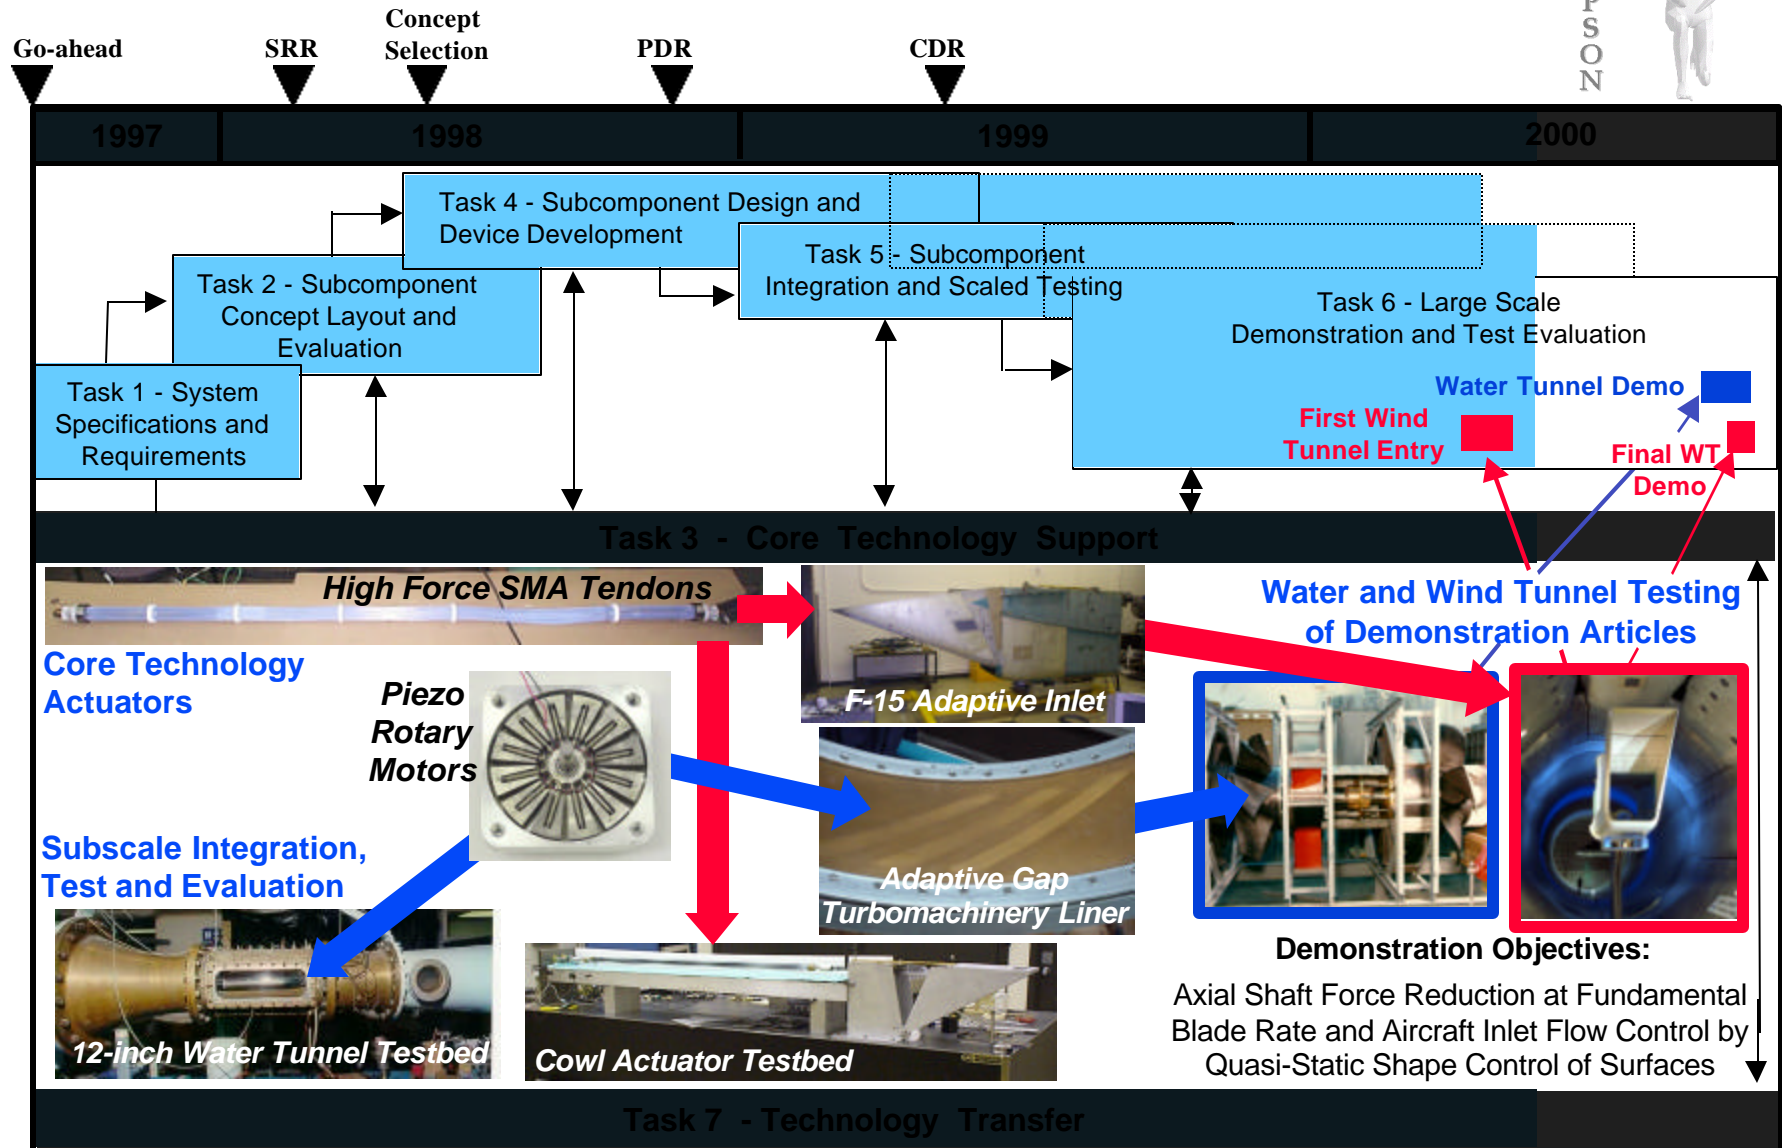 P
S
O
N
Concept
Go-ahead SRR Selection PDR CDR
1997 1998 1999 2000
Task 4 - Subcomponent Design and
Device Development
Task 5 - Subcomponent
Integration and Scaled Testing
Task 2 - Subcomponent
Concept Layout and
Evaluation
Task 6 - Large Scale
Demonstration and Test Evaluation
Task 1 - System
Specifications and
Requirements
Water Tunnel Demo
First Wind
Tunnel Entry
Final WT
Demo
Task 3 - Core Technology Support
High Force SMA Tendons
Core Technology
Actuators
Piezo
Rotary
Motors
F-15 Adaptive Inlet
Water and Wind Tunnel Testing
of Demonstration Articles
Subscale Integration,
Test and Evaluation
Adaptive Gap
Turbomachinery Liner
12-inch Water Tunnel Testbed
Cowl Actuator Testbed
Demonstration Objectives:
Axial Shaft Force Reduction at Fundamental
Blade Rate and Aircraft Inlet Flow Control by
Quasi-Static Shape Control of Surfaces
Task 7 - Technology Transfer